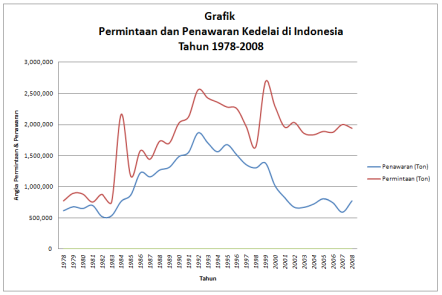 Grafik
Permintaan dan Penawaran Kedelai di Indonesia
Tahun 1978-2008
Angka Permintaan & Penawaran
3,000,000
2,500,000
2,000,000
1,500,000
1,000,000
500,000
0
1978 1979 1980 1981 1982 1983 1984 1985 1986 1987 1988 1989 1990 1991 1992 1993 1994 1995 1996 1997 1998 1999 2000 2001 2002 2003 2004 2005 2006 2007 2008
Tahun
Penawaran (Ton)
Permintaan (Ton)